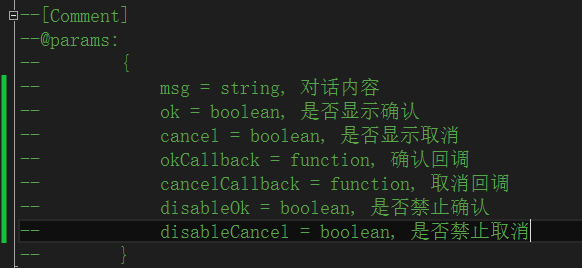 --[Comment]
--@params:
--      {
--          msg = string, 对话内容
--          ok = boolean, 是否显示确认
--          cancel = boolean, 是否显示取消
--          okCallback = function, 确认回调
--          cancelCallback = function, 取消回调
--          disableOk = boolean, 是否禁止确认
--          disableCancel = boolean, 是否禁止取消
--      }